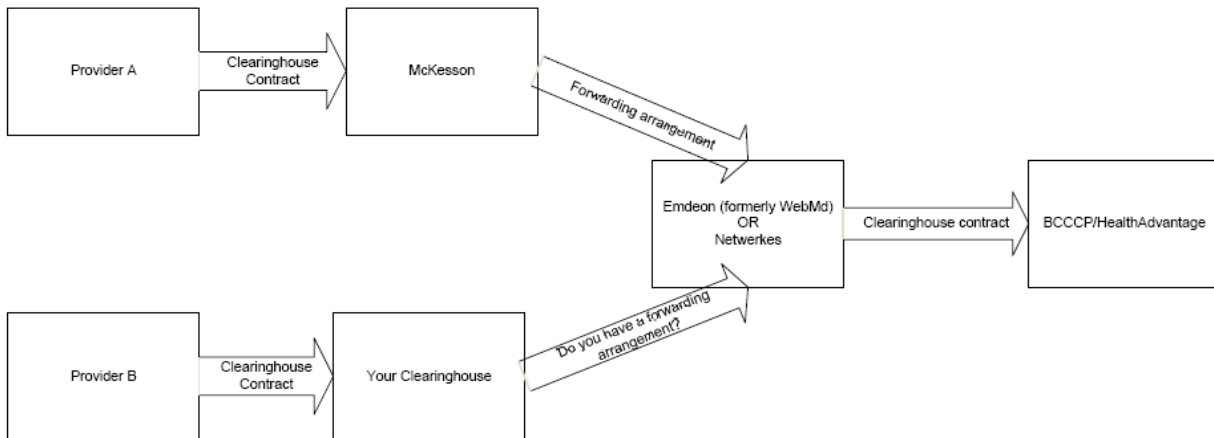 Provider A
Clearinghouse
Contract
McKesson
Forwarding arrangement
Emdeon (formerly WebMd)
OR
Netwerkes
Clearinghouse contract
BCCCP/HealthAdvantage
Provider B
Clearinghouse
Contract
Your Clearinghouse
Do you have a forwarding
arrangement?